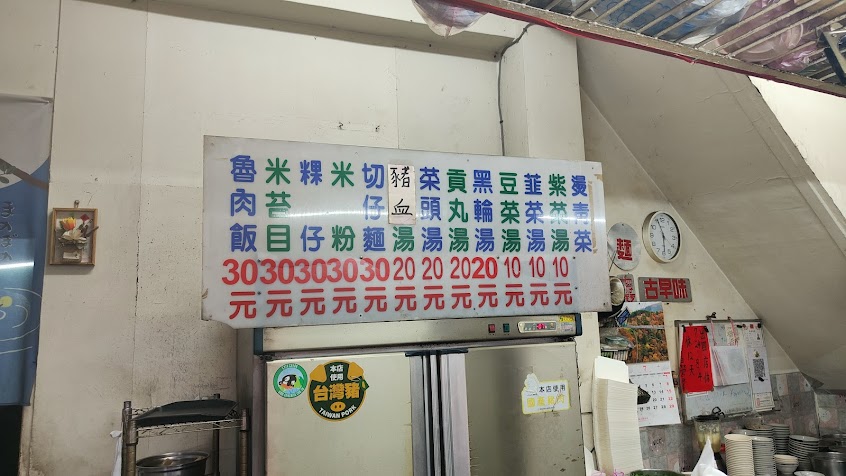 魯肉飯 30元
米苔目 30元
粿仔 30元
米粉 30元
切仔麵 30元
豬血湯 20元
菜頭湯 20元
貢丸湯 20元
黑輪湯 20元
豆菜湯 10元
韮菜湯 10元
紫菜湯 10元
燙青菜
麵
古早味
本店使用
台灣豬
TAIWAN PORK
本店使用